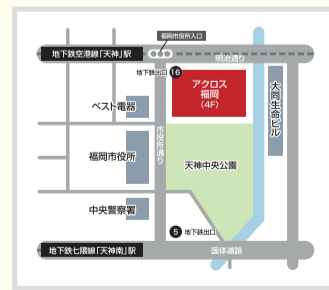 福岡市役所入口
地下鉄空港線「天神」駅
明治通り
地下鉄出口 16
アクロス
福岡
(4F)
ベスト電器
大同生命ビル
市役所通り
福岡市役所
天神中央公園
中央警察署
5 地下鉄出口
地下鉄七隈線「天神南」駅
国体道路